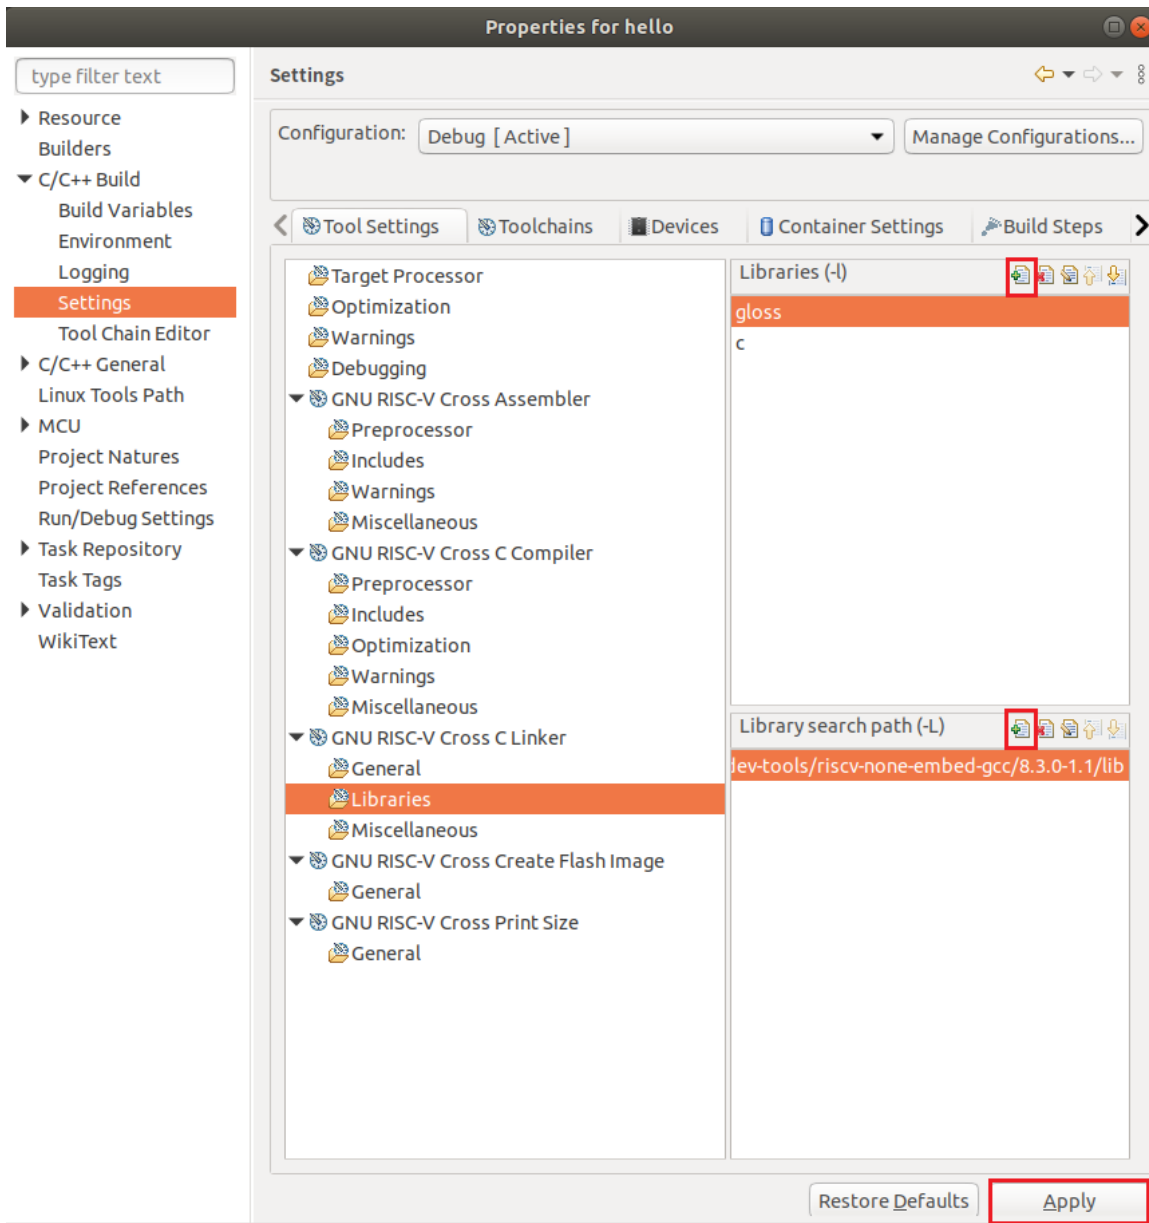 Properties for hello
type filter text
Resource
Builders
C/C++ Build
Build Variables
Environment
Logging
Settings
Tool Chain Editor
C/C++ General
Linux Tools Path
MCU
Project Natures
Project References
Run/Debug Settings
Task Repository
Task Tags
Validation
WikiText
Settings
Configuration:
Debug [ Active ]
Manage Configurations...
Tool Settings
Toolchains
Devices
Container Settings
Build Steps
Target Processor
Optimization
Warnings
Debugging
GNU RISC-V Cross Assembler
Preprocessor
Includes
Warnings
Miscellaneous
GNU RISC-V Cross C Compiler
Preprocessor
Includes
Optimization
Warnings
Miscellaneous
GNU RISC-V Cross C Linker
General
Libraries
Miscellaneous
GNU RISC-V Cross Create Flash Image
General
GNU RISC-V Cross Print Size
General
Libraries (-l)
gloss
c
Library search path (-L)
dev-tools/riscv-none-embed-gcc/8.3.0-1.1/lib
Restore Defaults
Apply